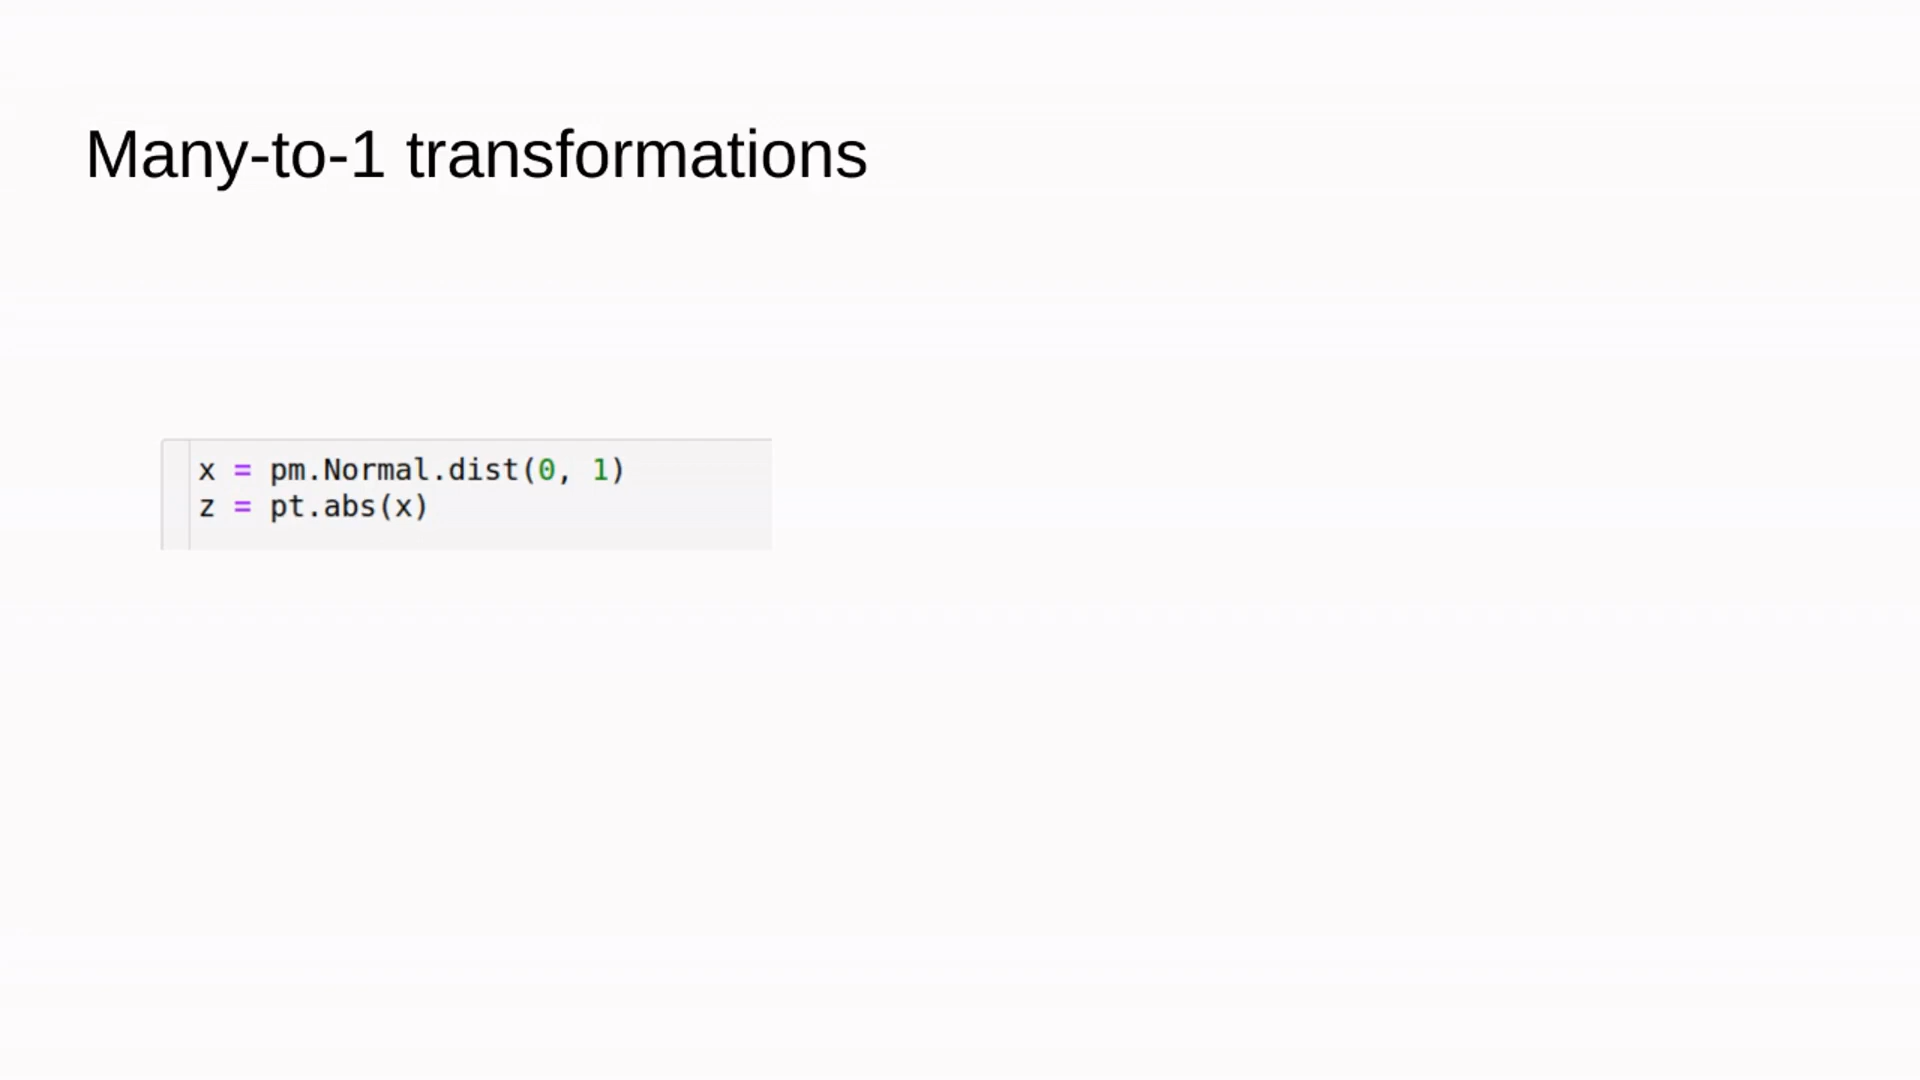 Many-to-1 transformations
x = pm.Normal.dist(0, 1)
z = pt.abs(x)